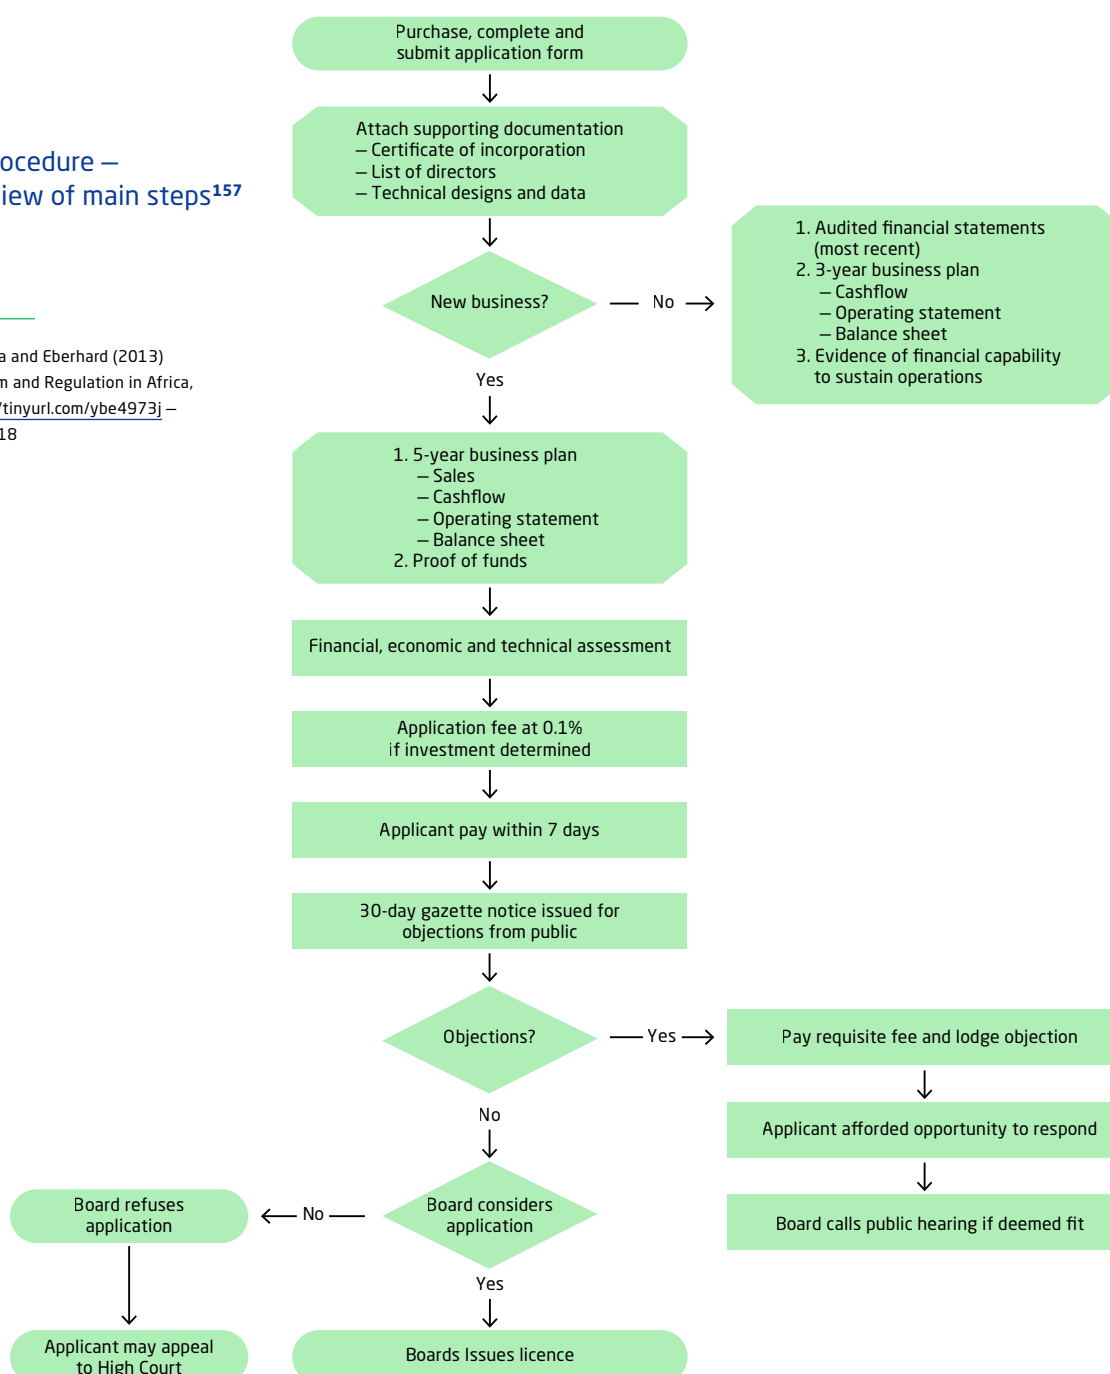 Purchase, complete and
submit application form
Attach supporting documentation
– Certificate of incorporation
– List of directors
– Technical designs and data
ocedure –
iew of main steps157
a and Eberhard (2013)
m and Regulation in Africa,
/tinyurl.com/ybe4973j –
18
New business?
No
1. Audited financial statements
(most recent)
2. 3-year business plan
– Cashflow
– Operating statement
– Balance sheet
3. Evidence of financial capability
to sustain operations
Yes
1. 5-year business plan
– Sales
– Cashflow
– Operating statement
– Balance sheet
2. Proof of funds
Financial, economic and technical assessment
Application fee at 0.1%
if investment determined
Applicant pay within 7 days
30-day gazette notice issued for
objections from public
Objections?
Yes
Pay requisite fee and lodge objection
Applicant afforded opportunity to respond
Board calls public hearing if deemed fit
No
Board considers
application
No
Board refuses
application
Applicant may appeal
to High Court
Yes
Boards Issues licence